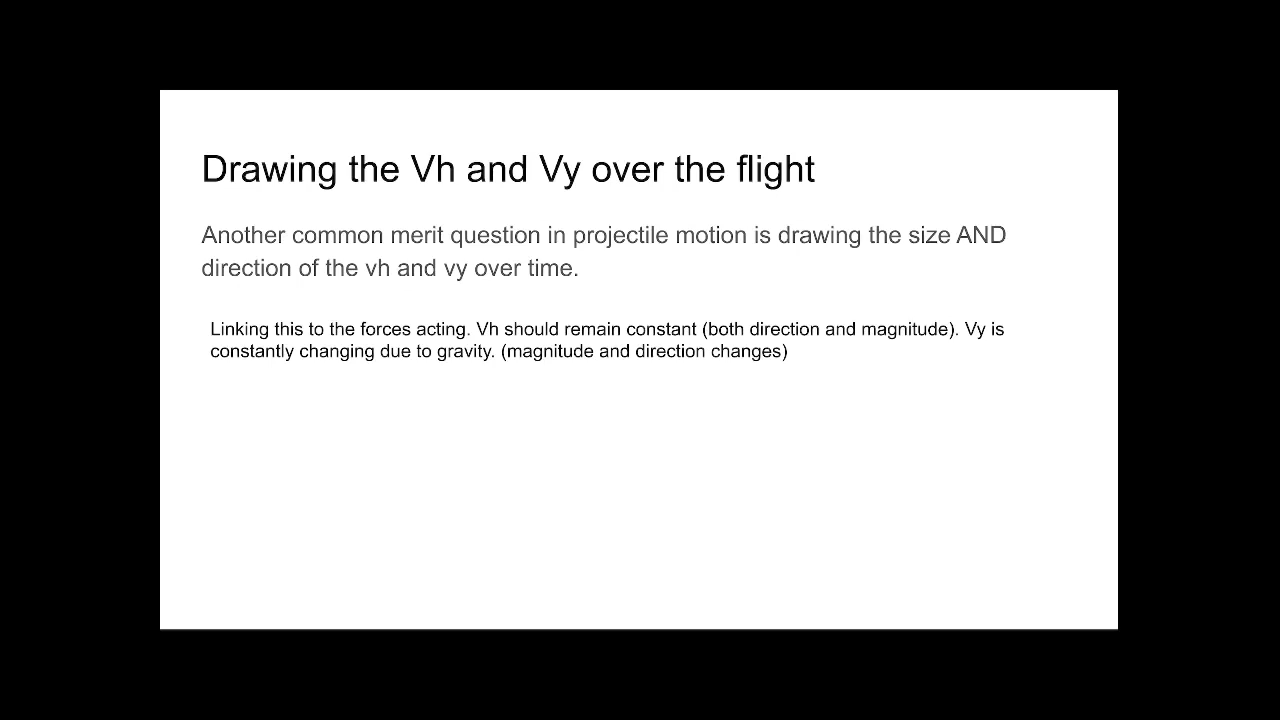 Drawing the Vh and Vy over the flight
Another common merit question in projectile motion is drawing the size AND
direction of the vh and vy over time.
Linking this to the forces acting. Vh should remain constant (both direction and magnitude). Vy is
constantly changing due to gravity. (magnitude and direction changes)